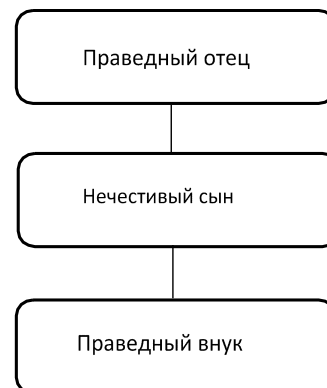 Праведный отец
Нечестивый сын
Праведный внук